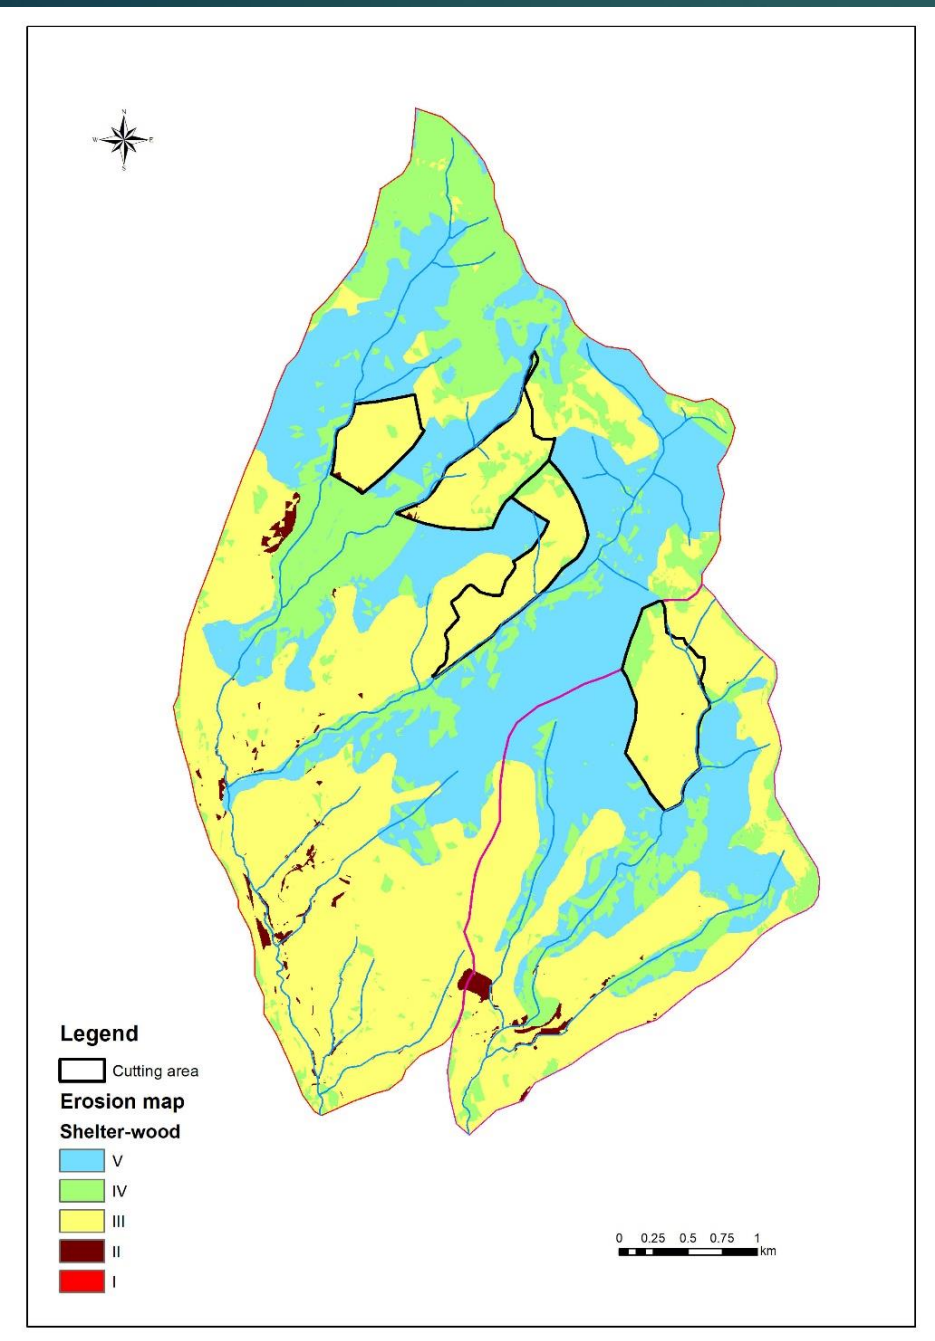 N
W E
S
Legend
Cutting area
Erosion map
Shelter-wood
V
IV
III
II
I
0 0.25 0.5 0.75 1
km